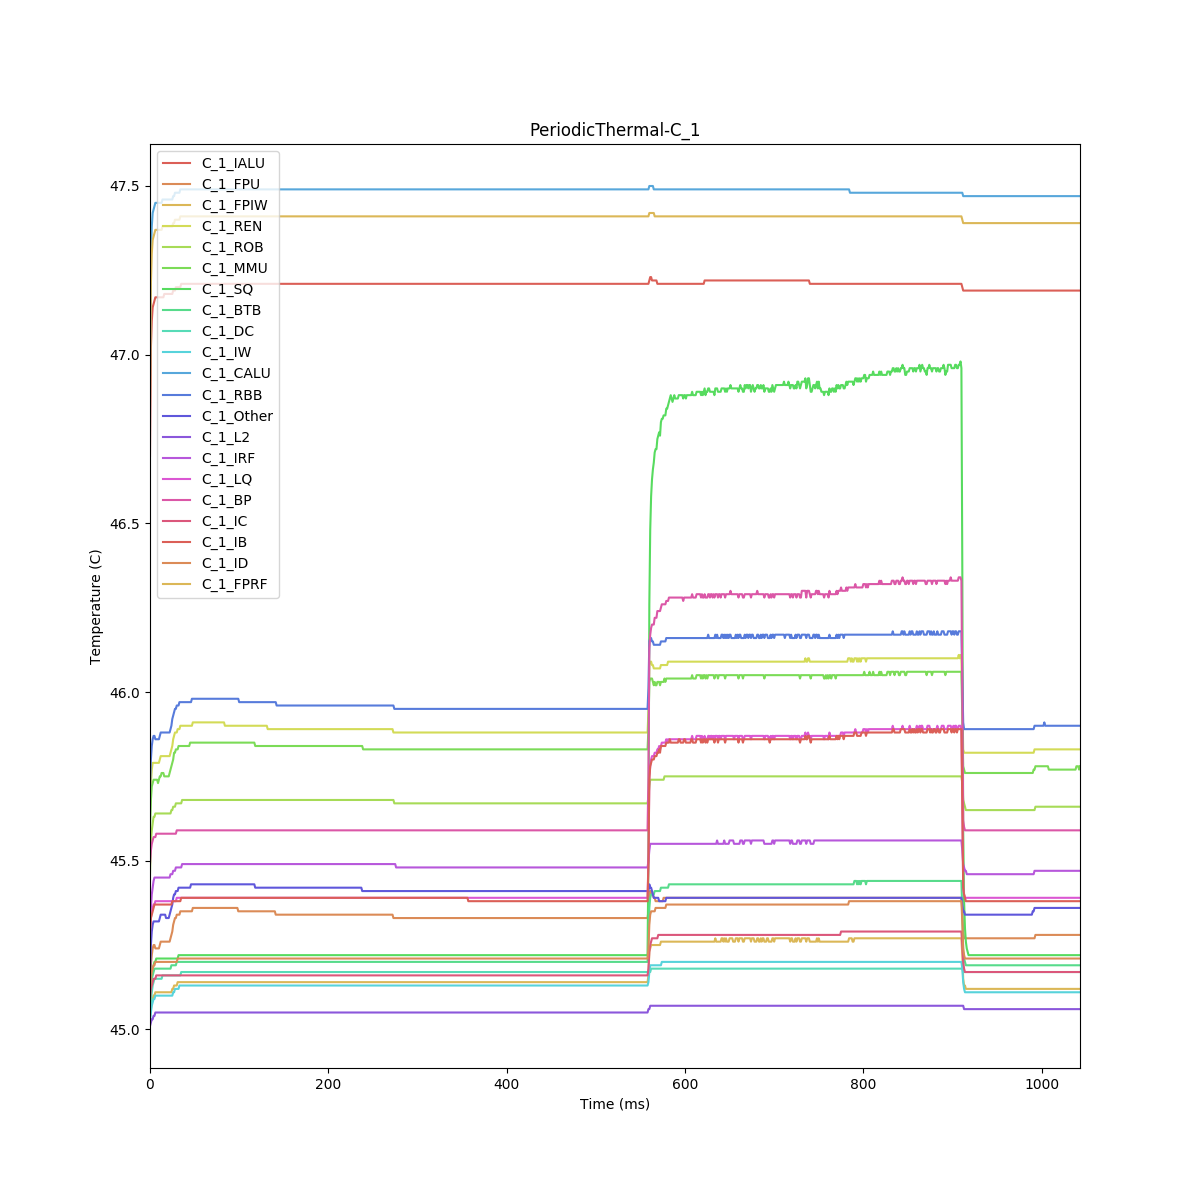 PeriodicThermal-C_1
C_1_IALU
C_1_FPU
C_1_FPIW
C_1_REN
C_1_ROB
C_1_MMU
C_1_SQ
C_1_BTB
C_1_DC
C_1_IW
C_1_CALU
C_1_RBB
C_1_Other
C_1_L2
C_1_IRF
C_1_LQ
C_1_BP
C_1_IC
C_1_IB
C_1_ID
C_1_FPRF
47.5
47.0
46.5
46.0
45.5
45.0
Temperature (C)
0 200 400 600 800 1000
Time (ms)